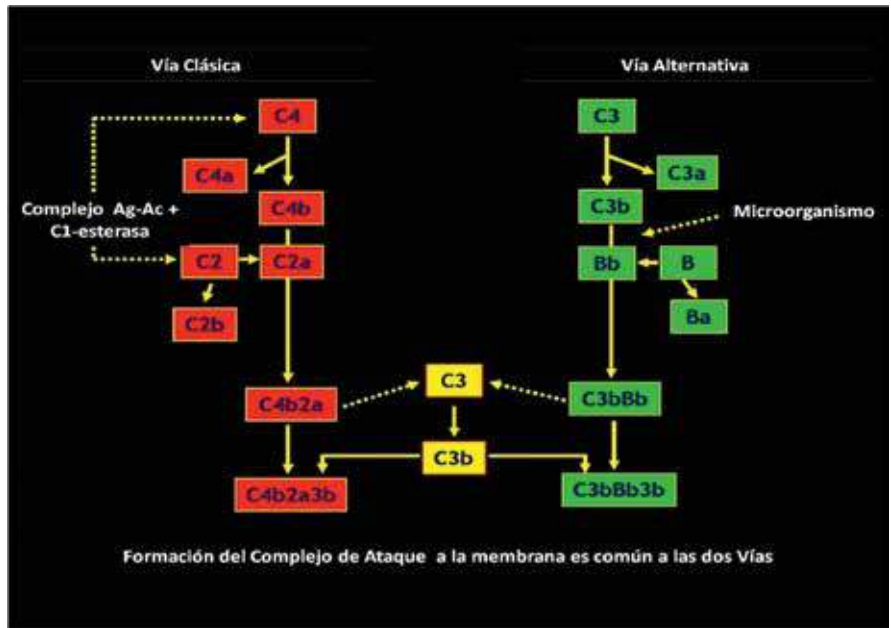 Vía Clásica
Vía Alternativa
C4
C3
C4a
C3a
C4b
C3b
Complejo Ag-Ac +
C1-esterasa
Microorganismo
C2
C2a
Bb
B
C2b
Ba
C3
C4b2a
C3bBb
C3b
C4b2a3b
C3bBb3b
Formación del Complejo de Ataque a la membrana es común a las dos Vías